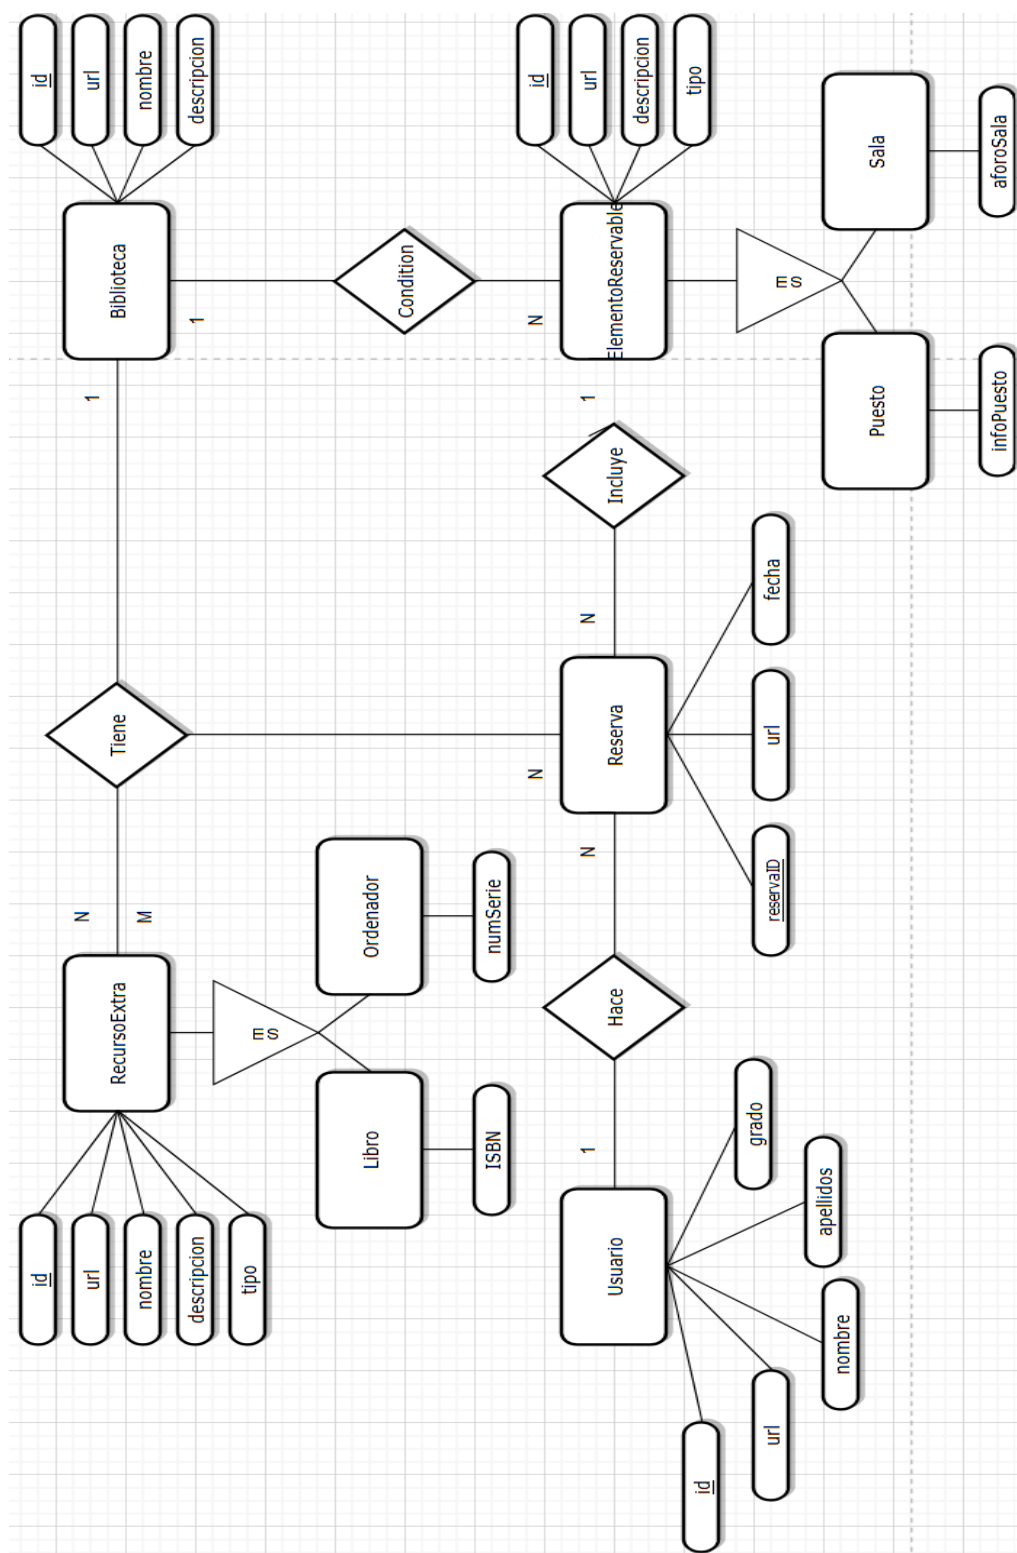 id
url
nombre
descripcion
tipo
RecursoExtra
N
M
Tiene
1
Biblioteca
id
url
nombre
descripcion
1
Condition
N
ES
Libro
ISBN
Ordenador
numSerie
id
url
nombre
apellidos
grado
Usuario
1
Hace
N
Reserva
N
reservaID
url
fecha
N
Incluye
1
ElementoReservable
id
url
descripcion
tipo
ES
Puesto
infoPuesto
Sala
aforoSala